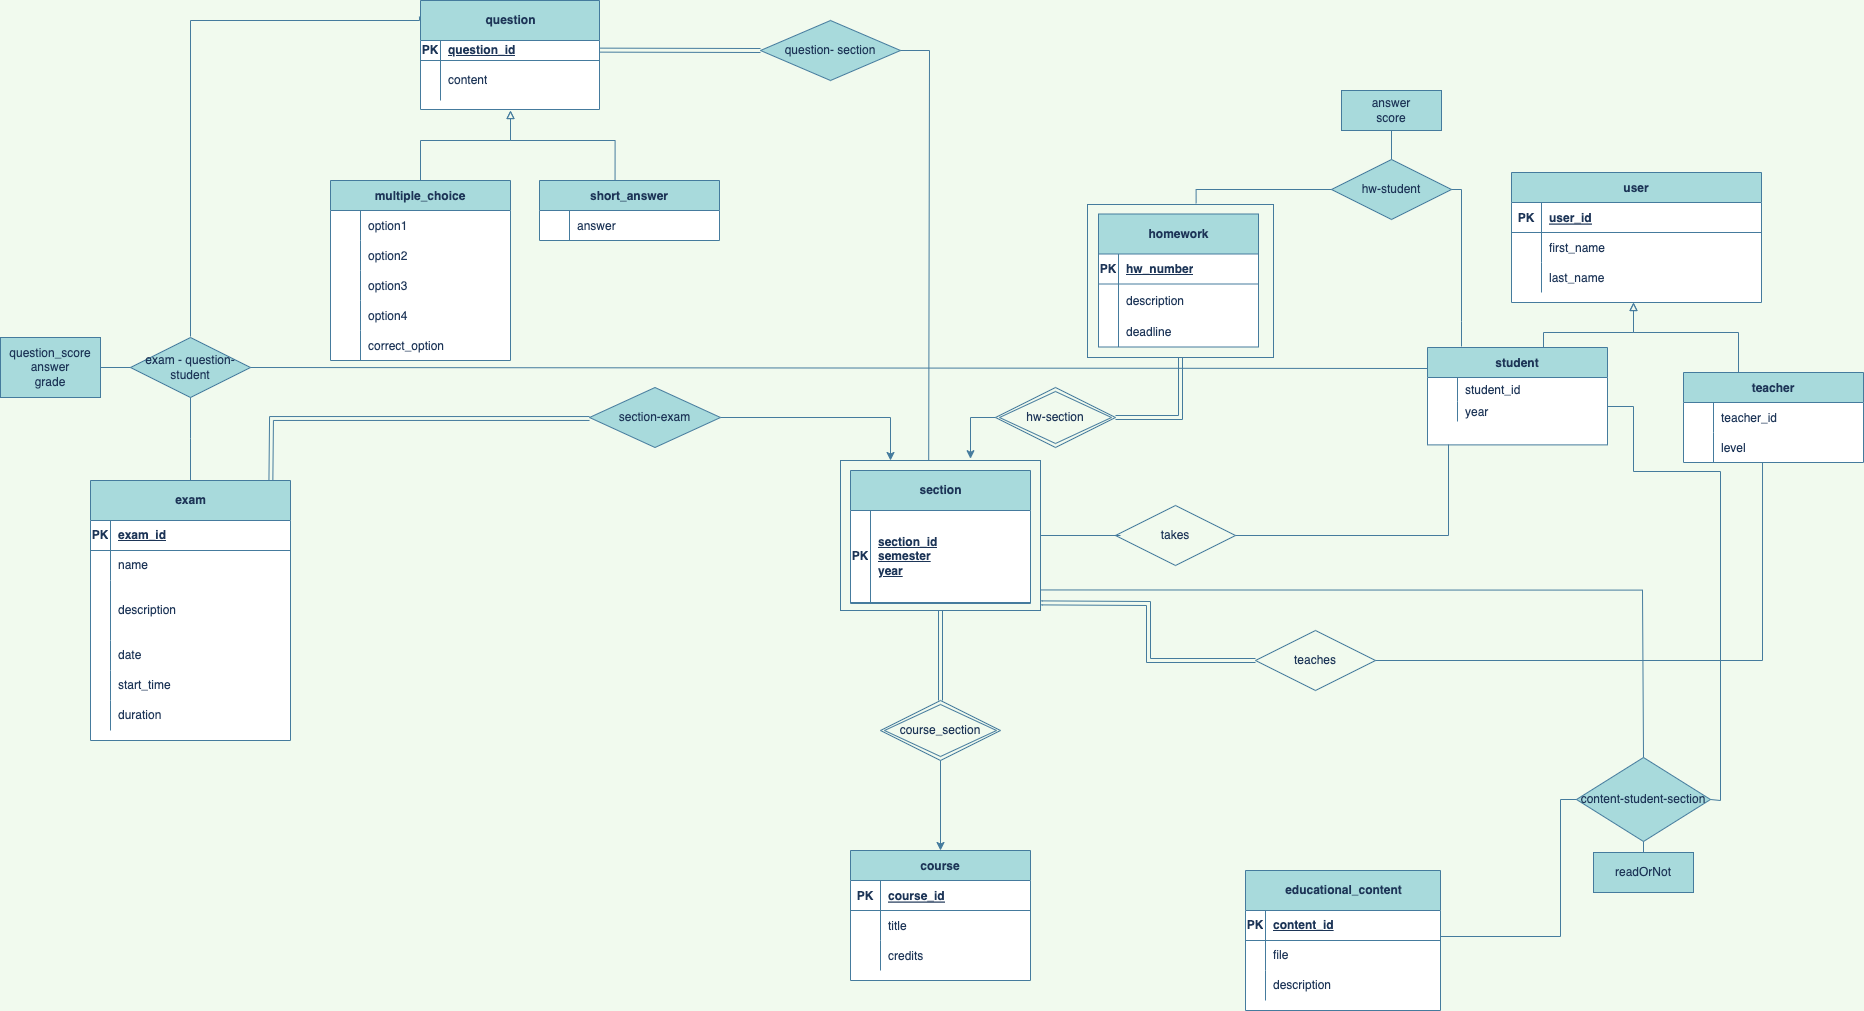 question
PK question_id
content
question- section
multiple_choice
option1
option2
option3
option4
correct_option
short_answer
answer
answer
score
hw-student
user
PK user_id
first_name
last_name
homework
PK hw_number
description
deadline
question_score
answer
grade
exam - question-
student
student
student_id
year
teacher
teacher_id
level
section-exam
hw-section
exam
PK exam_id
name
description
date
start_time
duration
section
PK section_id
semester
year
takes
teaches
course_section
content-student-section
readOrNot
course
PK course_id
title
credits
educational_content
PK content_id
file
description